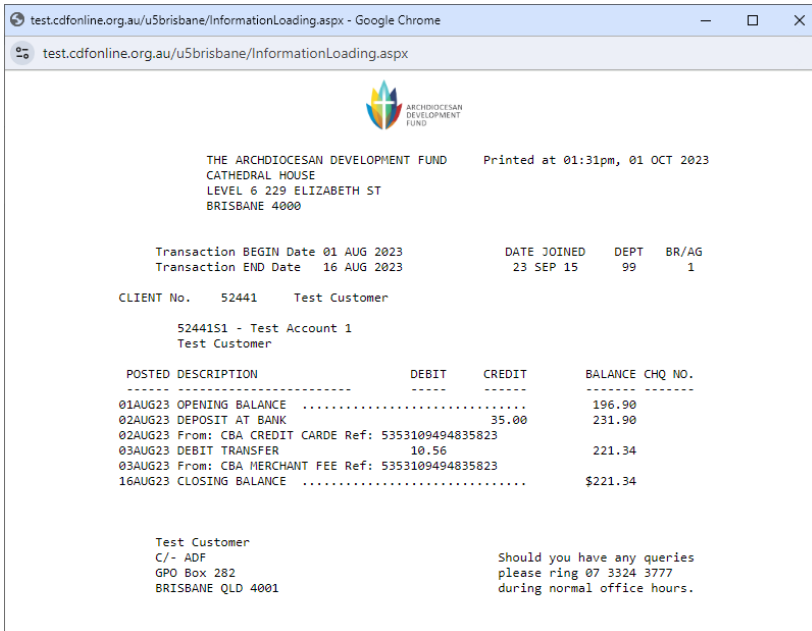 test.cdfonline.org.au/u5brisbane/InformationLoading.aspx - Google Chrome
test.cdfonline.org.au/u5brisbane/InformationLoading.aspx
ARCHDIOCESAN
DEVELOPMENT
FUND
THE ARCHDIOCESAN DEVELOPMENT FUND Printed at 01:31pm, 01 OCT 2023
CATHEDRAL HOUSE
LEVEL 6 229 ELIZABETH ST
BRISBANE 4000
Transaction BEGIN Date 01 AUG 2023 DATE JOINED DEPT BR/AG
Transaction END Date 16 AUG 2023 23 SEP 15 99 1
CLIENT No. 52441 Test Customer
52441S1 - Test Account 1
Test Customer
POSTED DESCRIPTION DEBIT CREDIT BALANCE CHQ NO.
------ ------------------------ ----- ------ ------- -------
01AUG23 OPENING BALANCE ............................... 196.90
02AUG23 DEPOSIT AT BANK 35.00 231.90
02AUG23 From: CBA CREDIT CARDE Ref: 5353109494835823
03AUG23 DEBIT TRANSFER 10.56 221.34
03AUG23 From: CBA MERCHANT FEE Ref: 5353109494835823
16AUG23 CLOSING BALANCE ............................... $221.34
Test Customer
C/- ADF Should you have any queries
GPO Box 282 please ring 07 3324 3777
BRISBANE QLD 4001 during normal office hours.